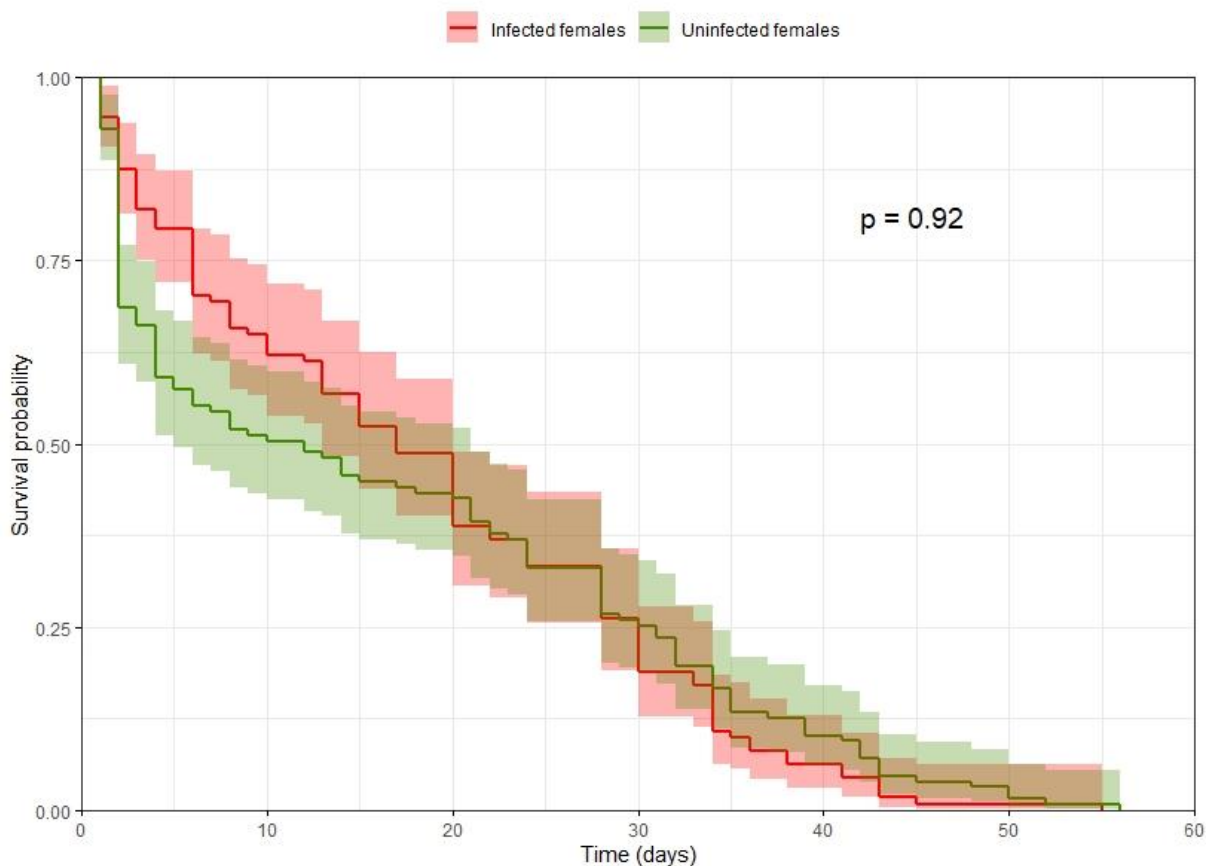 Infected females Uninfected females
1.00
0.75
0.50
0.25
0.00
Survival probability
p = 0.92
0 10 20 30 40 50 60
Time (days)